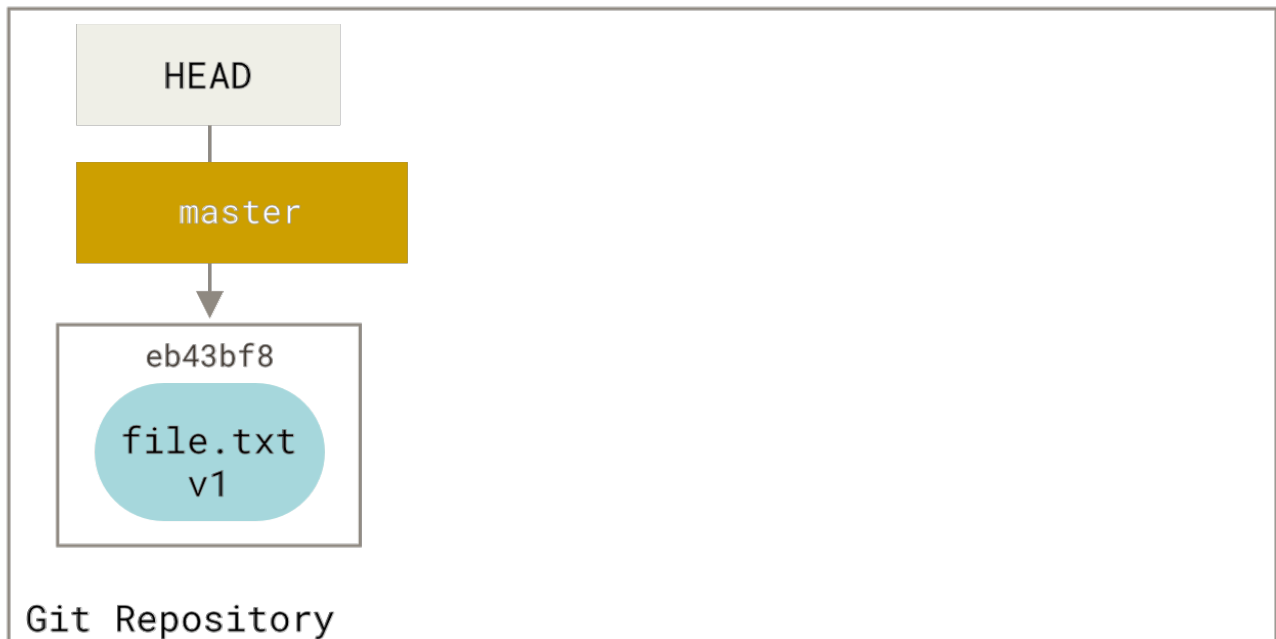 HEAD
master
eb43bf8
file.txt
v1
Git Repository